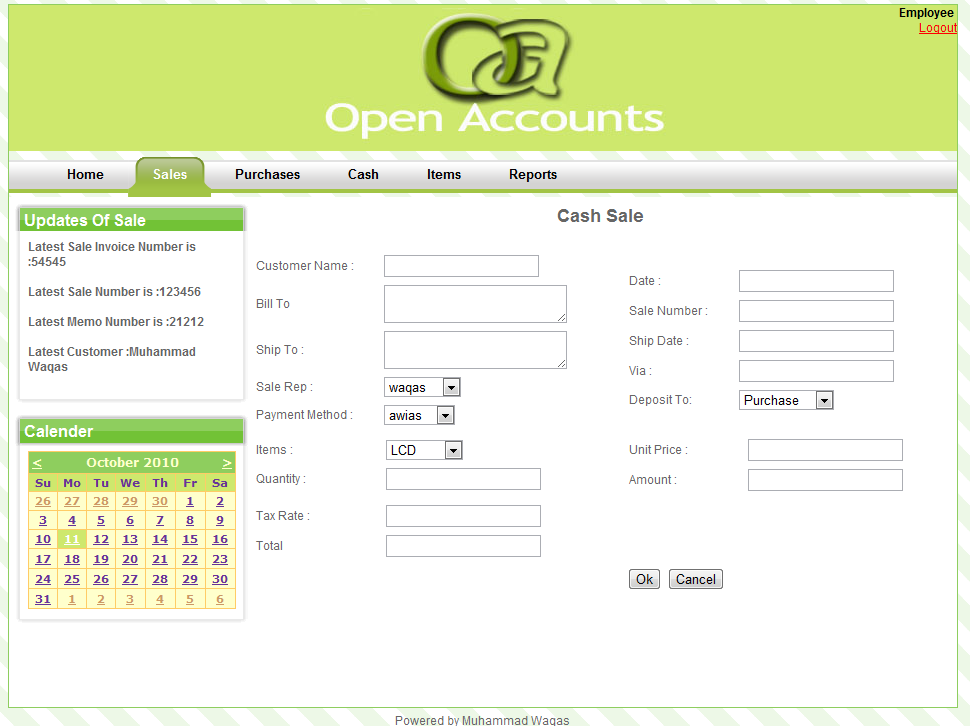 Employee
Logout
Oa
Open Accounts
Home Sales Purchases Cash Items Reports
Updates Of Sale
Latest Sale Invoice Number is
:54545
Latest Sale Number is :123456
Latest Memo Number is :21212
Latest Customer :Muhammad
Waqas
Calender
< October 2010 >
Su Mo Tu We Th Fr Sa
26 27 28 29 30 1 2
3 4 5 6 7 8 9
10 11 12 13 14 15 16
17 18 19 20 21 22 23
24 25 26 27 28 29 30
31 1 2 3 4 5 6
Cash Sale
Customer Name :
Bill To
Ship To :
Sale Rep : waqas
Payment Method : awias
Items : LCD
Quantity :
Tax Rate :
Total
Date :
Sale Number :
Ship Date :
Via :
Deposit To: Purchase
Unit Price :
Amount :
Ok Cancel
Powered by Muhammad Waqas